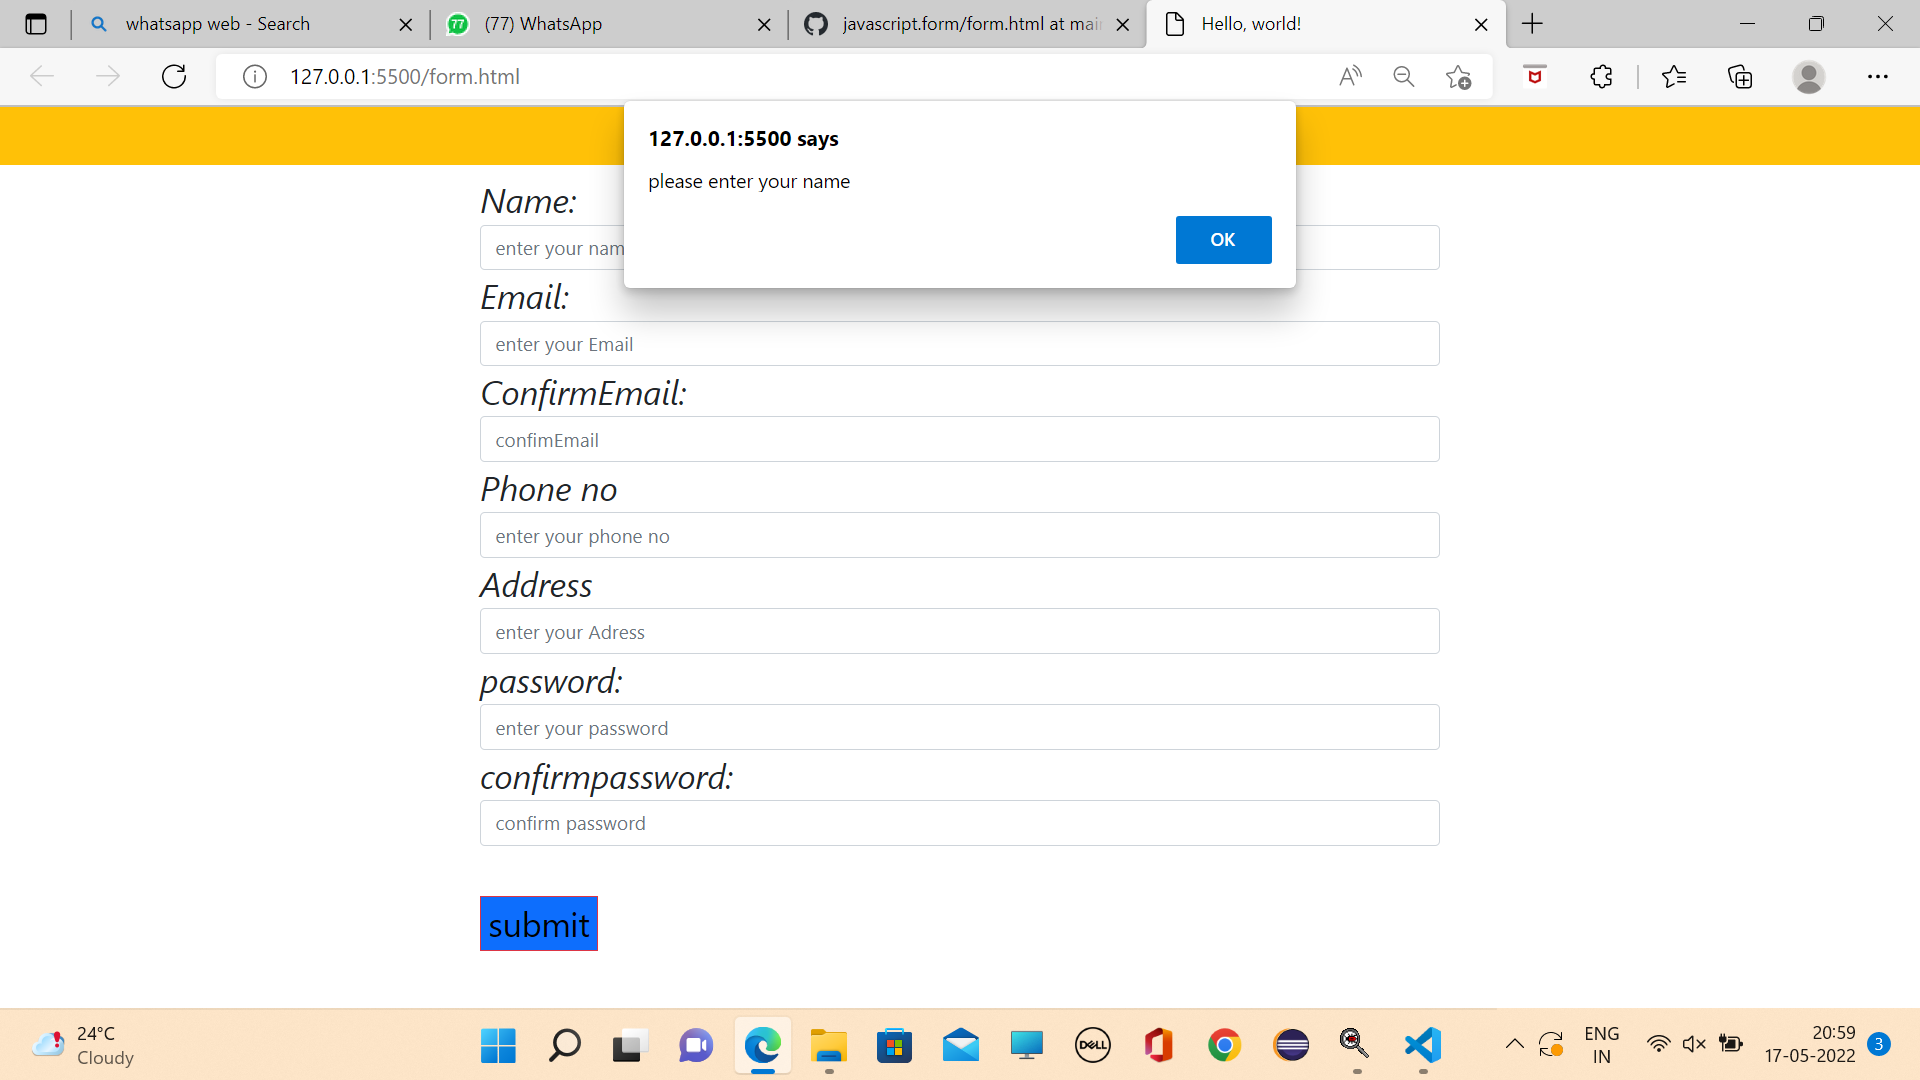 whatsapp web - Search
77
(77) WhatsApp
javascript.form/form.html at mai
Hello, world!
127.0.0.1:5500/form.html
127.0.0.1:5500 says
please enter your name
OK
Name:
enter your nam
Email:
enter your Email
ConfirmEmail:
confimEmail
Phone no
enter your phone no
Address
enter your Adress
password:
enter your password
confirmpassword:
confirm password
submit
24°C
Cloudy
DELL
ENG
IN
20:59
17-05-2022
3